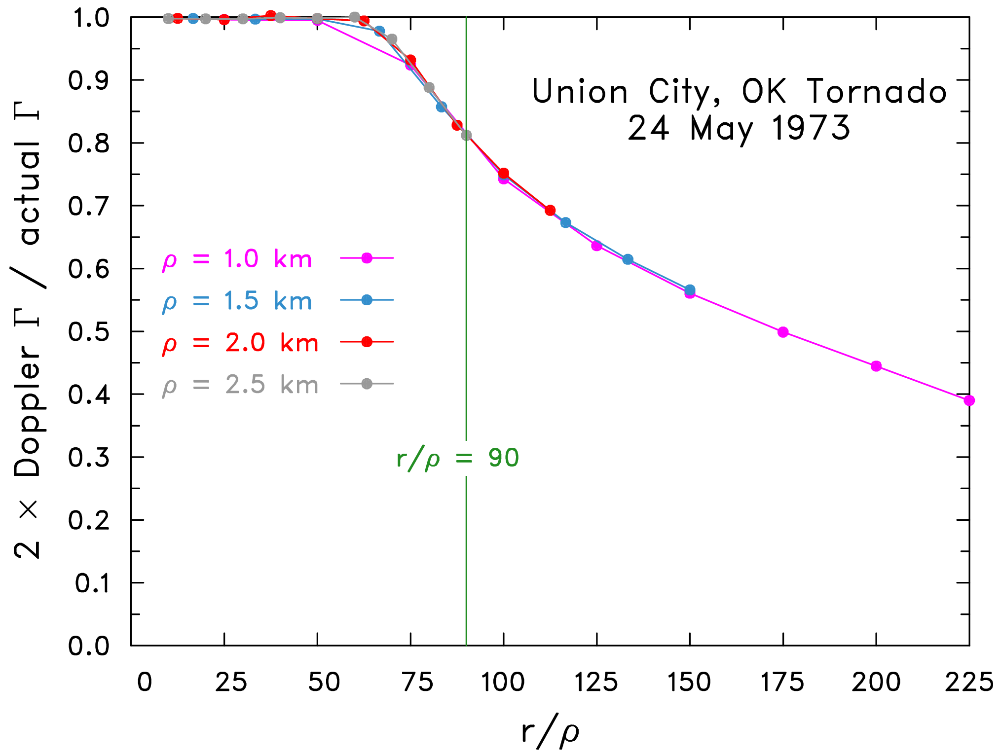 Union City, OK Tornado
24 May 1973
2 × Doppler Γ / actual Γ
1.0
0.9
0.8
0.7
0.6
0.5
0.4
0.3
0.2
0.1
0.0
ρ = 1.0 km
ρ = 1.5 km
ρ = 2.0 km
ρ = 2.5 km
r/ρ = 90
0 25 50 75 100 125 150 175 200 225
r/ρ